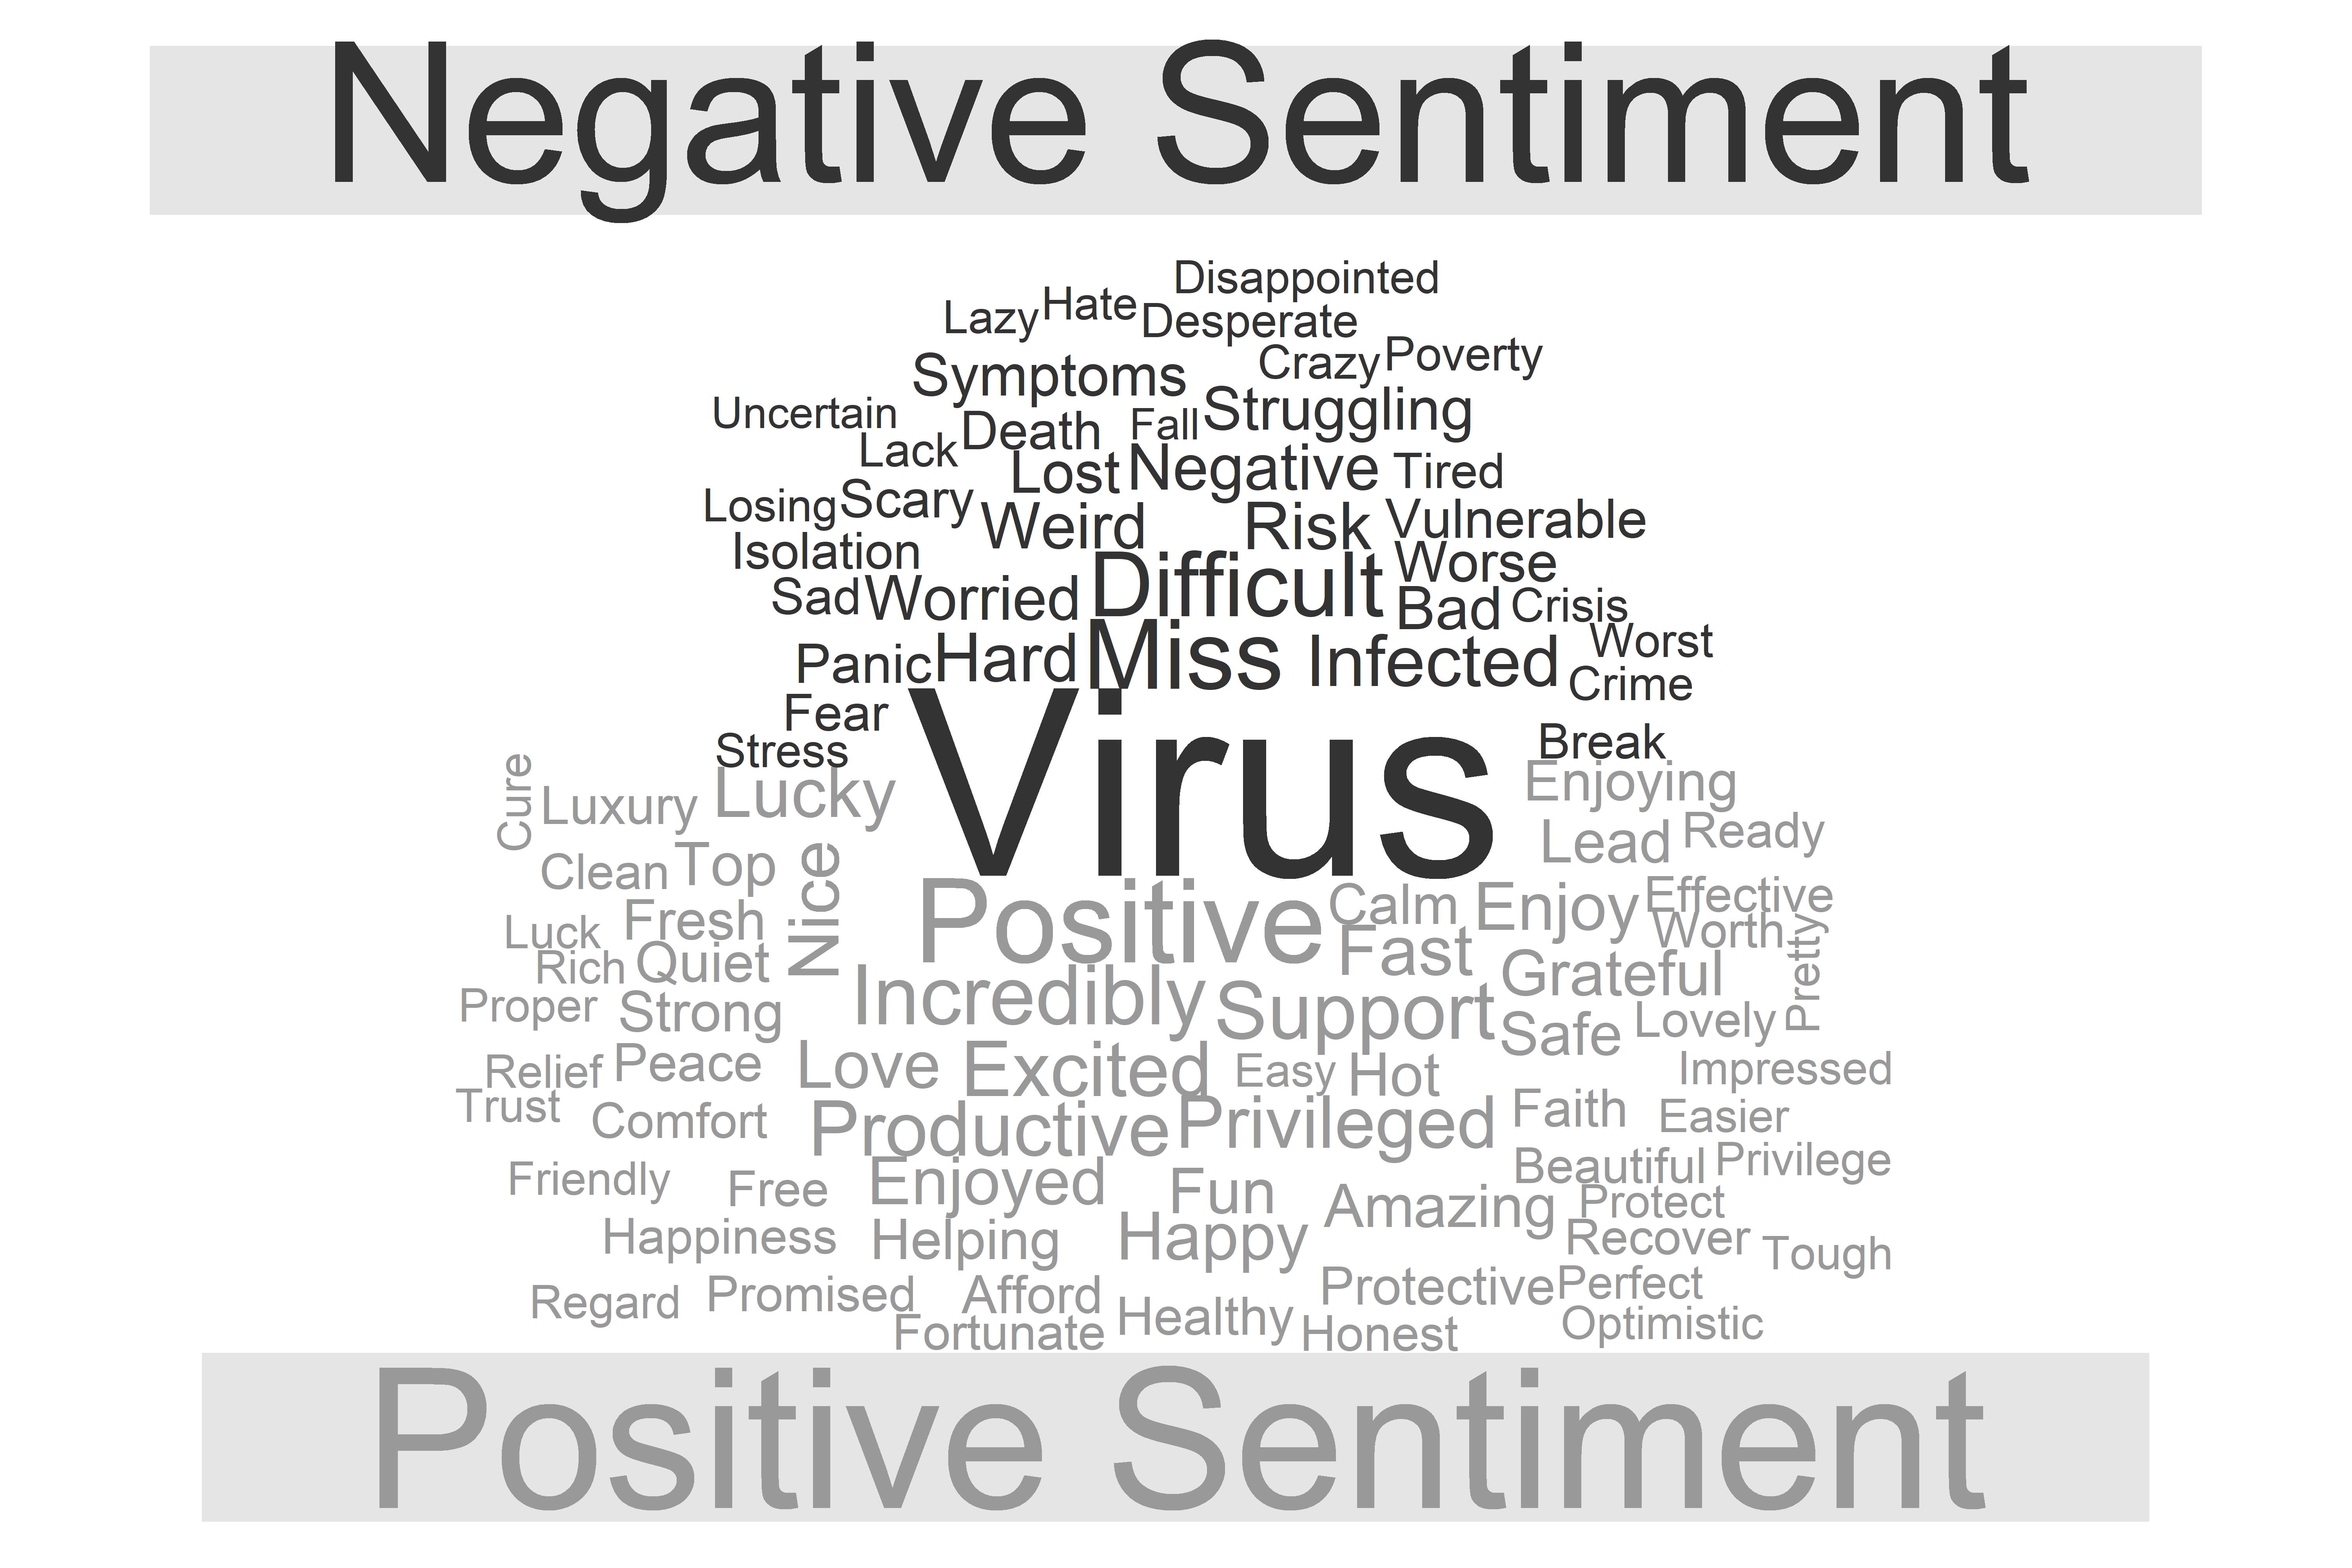 Negative Sentiment
Disappointed
Lazy Hate Desperate
Symptoms Crazy Poverty
Uncertain Death Fall Struggling
Lack Lost Negative Tired
Losing Scary Weird Risk Vulnerable
Isolation Difficult Worse
Sad Worried Bad Crisis
Panic Hard Miss Infected Worst
Crime
Fear Virus Break
Stress
Cure Luxury Lucky Enjoying
Lead Ready
Clean Top Nice
Positive Calm Enjoy Effective
Luck Fresh Fast Worth Pretty
Rich Quiet Incredibly Grateful
Proper Strong Support Safe Lovely
Relief Peace Love Excited Easy Hot Impressed
Trust Comfort Productive Privileged Faith Easier
Friendly Free Enjoyed Fun Beautiful Privilege
Amazing Protect
Happiness Helping Happy Recover Tough
Regard Promised Afford Protective Perfect
Fortunate Healthy Honest Optimistic
Positive Sentiment